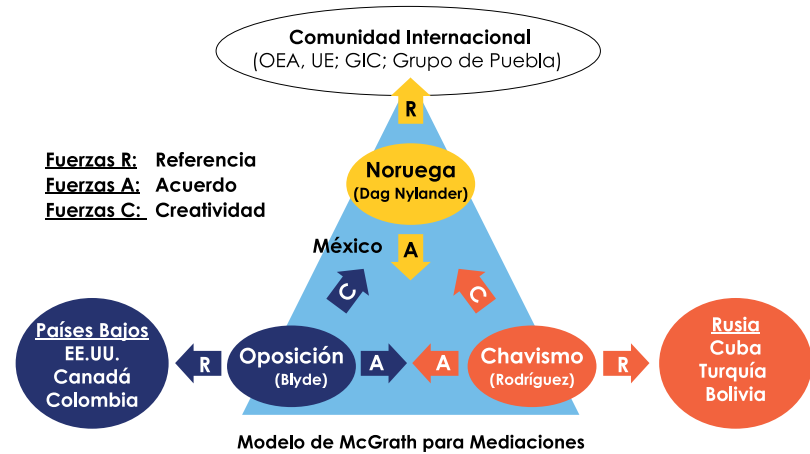 Comunidad Internacional
(OEA, UE; GIC; Grupo de Puebla)
R
Fuerzas R: Referencia
Fuerzas A: Acuerdo
Fuerzas C: Creatividad
Noruega
(Dag Nylander)
México
A
C
C
Países Bajos
EE.UU.
Canadá
Colombia
R
Oposición
(Blyde)
A
A
Chavismo
(Rodríguez)
R
Rusia
Cuba
Turquía
Bolivia
Modelo de McGrath para Mediaciones